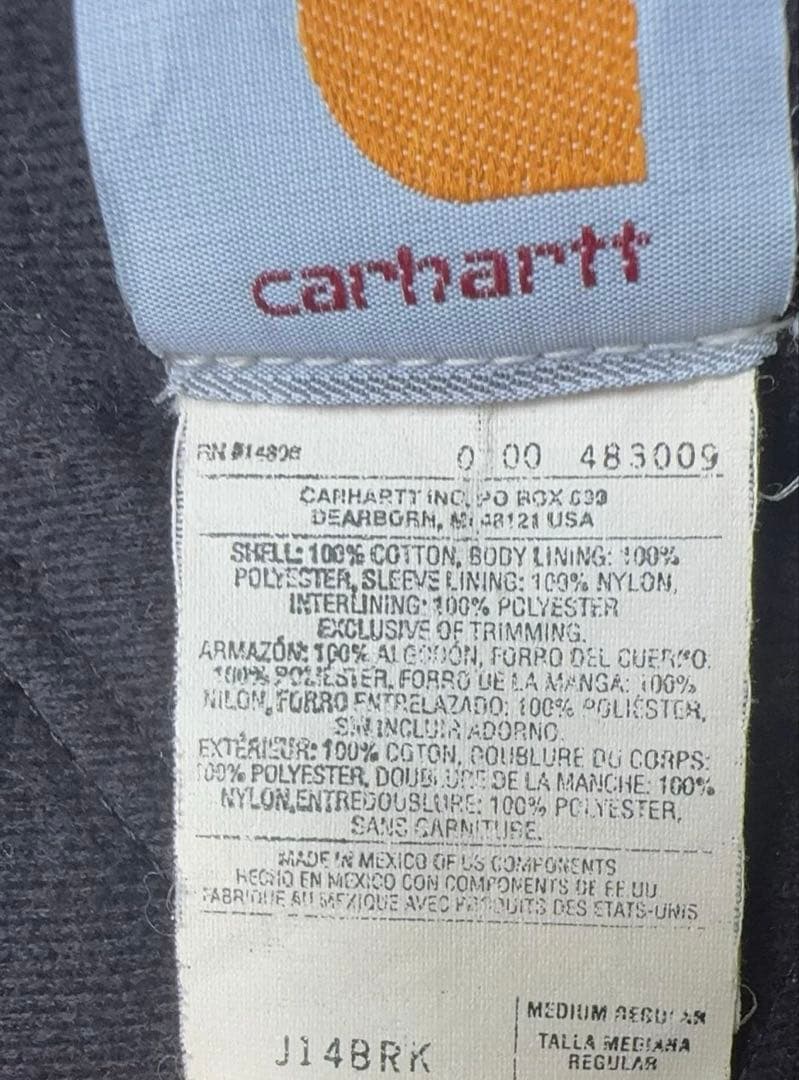 carhartt
RN #14806 0 00 483009
CARHARTT INC, PO BOX 600
DEARBORN, MI 48121 USA
SHELL: 100% COTTON, BODY LINING: 100%
POLYESTER, SLEEVE LINING: 100% NYLON,
INTERLINING: 100% POLYESTER
EXCLUSIVE OF TRIMMING.
ARMAZÓN: 100% ALGODÓN, FORRO DEL CUERPO:
100% POLIESTER, FORRO DE LA MANGA: 100%
NILON, FORRO ENTRELAZADO: 100% POLIÉSTER,
SIN INCLUIR ADORNO.
EXTÉRIEUR: 100% COTON, DOUBLURE DU CORPS:
100% POLYESTER, DOUBLURE DE LA MANCHE: 100%
NYLON, ENTREDOUBLURE: 100% POLYESTER,
SANS GARNITURE.
MADE IN MEXICO OF US COMPONENTS
HECHO EN MEXICO CON COMPONENTS DE EE UU
FABRIQUE AU MEXIQUE AVEC PRODUITS DES ETATS-UNIS
MEDIUM REGULAR
J14BRK TALLA MEDIANA
REGULAR